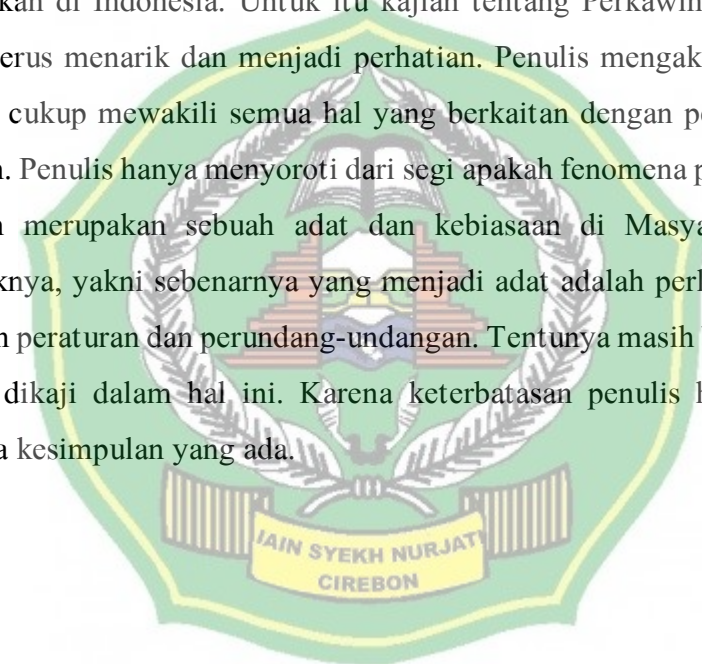 kan di Indonesia. Untuk itu kajian tentang Perkawin
erus menarik dan menjadi perhatian. Penulis mengak
cukup mewakili semua hal yang berkaitan dengan pe
Penulis hanya menyoroti dari segi apakah fenomena p
merupakan sebuah adat dan kebiasaan di Masya
knya, yakni sebenarnya yang menjadi adat adalah perk
peraturan dan perundang-undangan. Tentunya masih
dikaji dalam hal ini. Karena keterbatasan penulis h
a kesimpulan yang ada.
IAIN SYEKH NURJATI
CIREBON